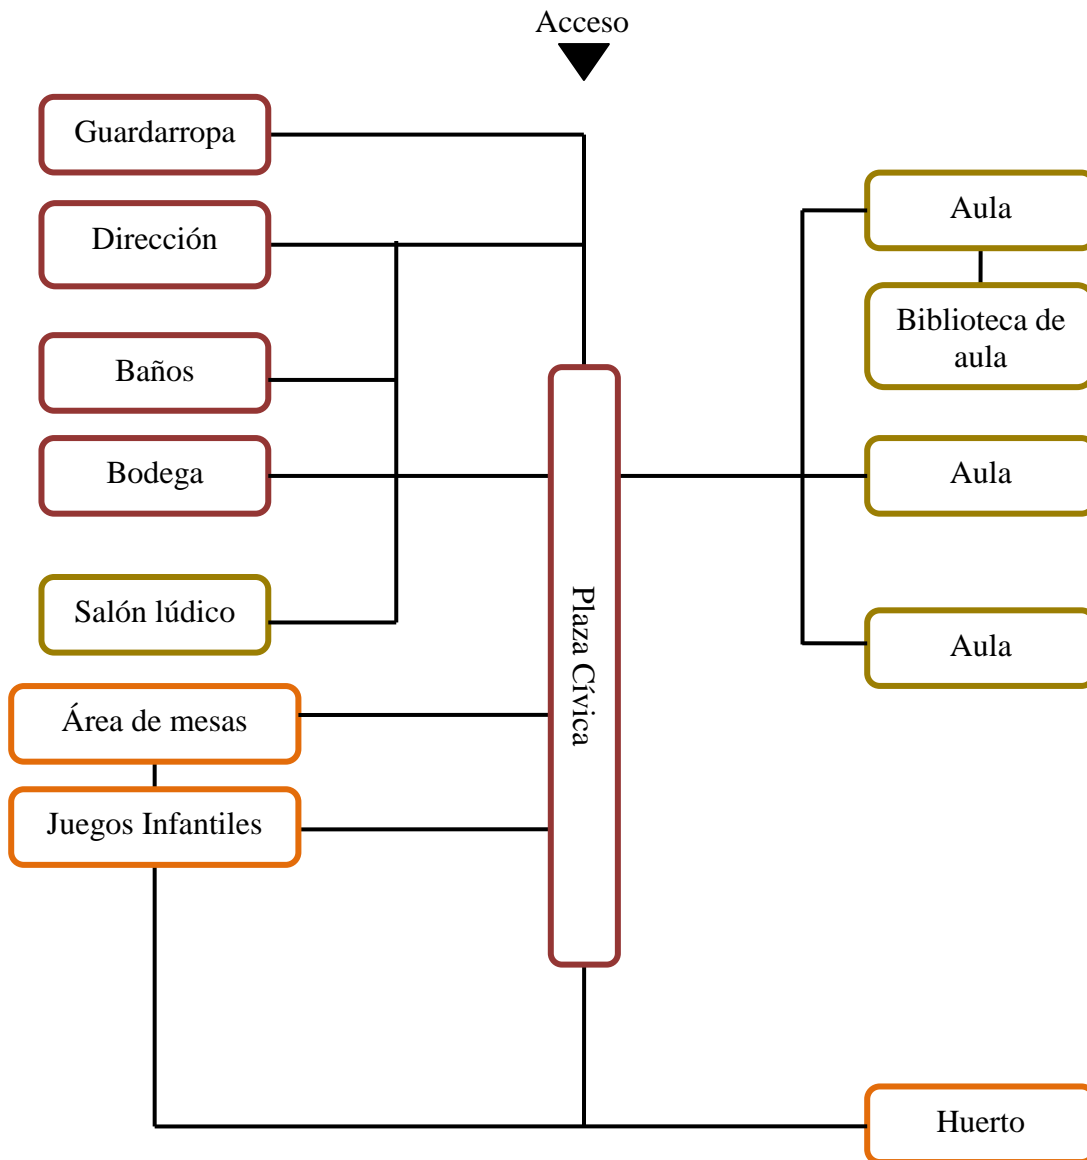 Acceso
Guardarropa
Dirección
Baños
Bodega
Salón lúdico
Área de mesas
Juegos Infantiles
Plaza Cívica
Aula
Biblioteca de
aula
Aula
Aula
Huerto